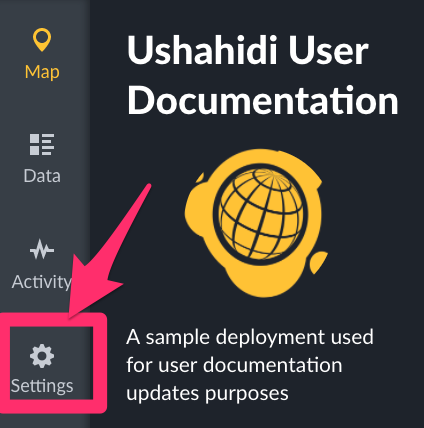 Map
Data
Activity
Settings
Ushahidi User
Documentation
A sample deployment used
for user documentation
updates purposes